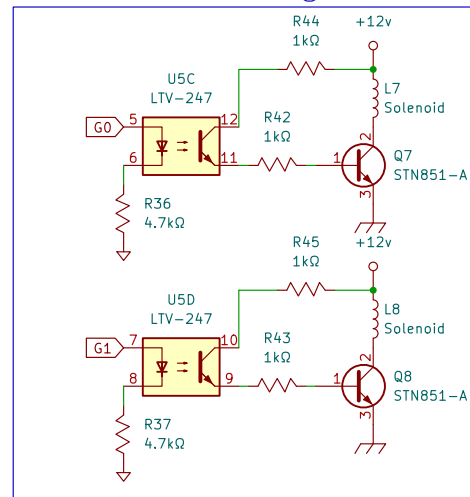 R44
1kΩ
+12v
U5C
LTV-247
L7
Solenoid
R42
1kΩ
G0
5
12
2
6
11
1
Q7
STN851-A
3
R36
4.7kΩ
R45
1kΩ
+12v
U5D
LTV-247
L8
Solenoid
R43
1kΩ
G1
7
10
2
8
9
1
Q8
STN851-A
3
R37
4.7kΩ